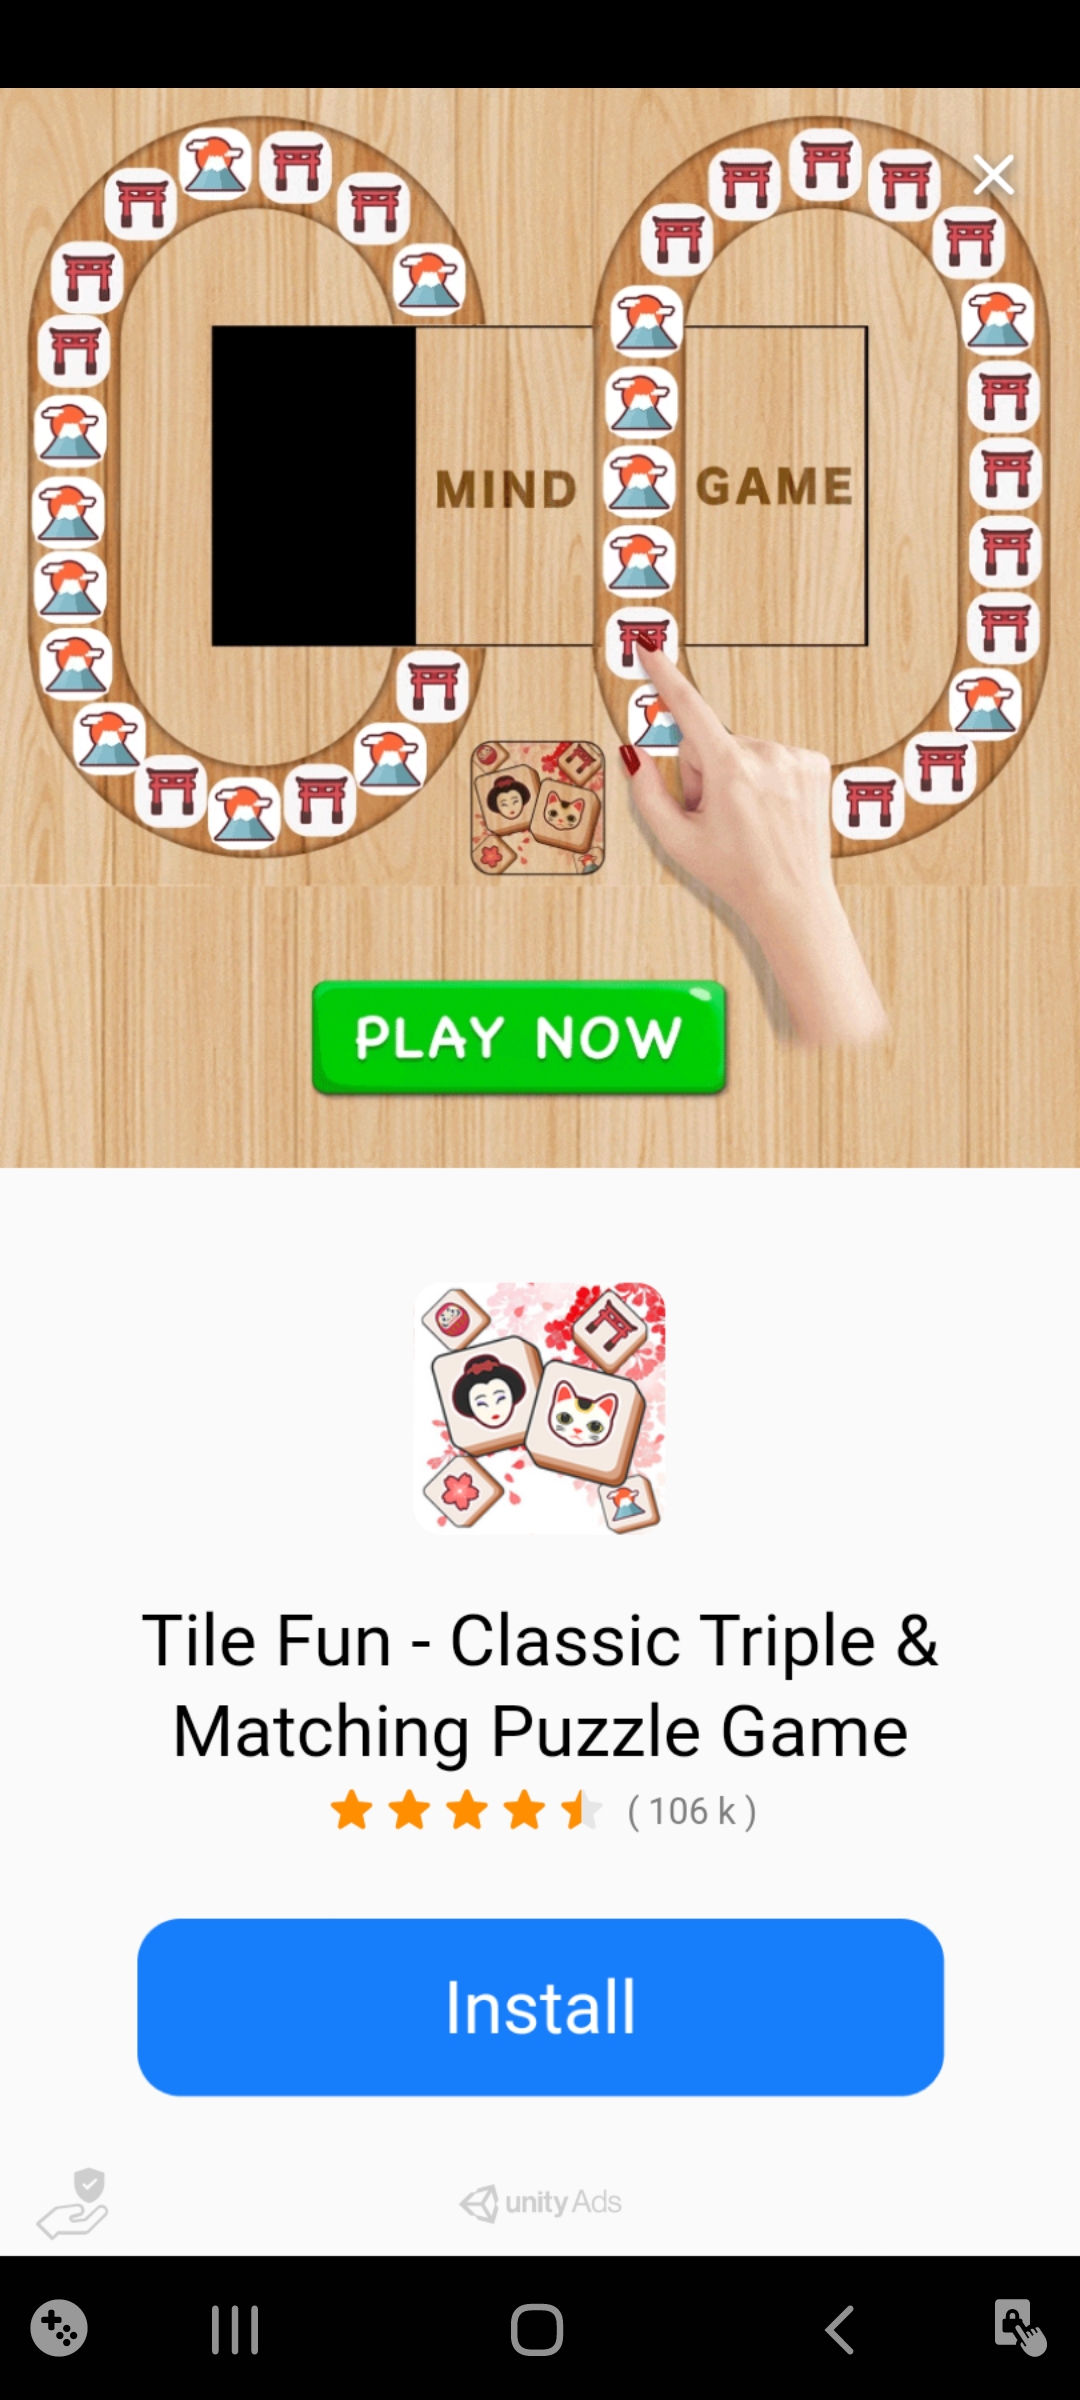 MIND GAME
PLAY NOW
Tile Fun - Classic Triple &
Matching Puzzle Game
( 106 k )
Install
unity Ads